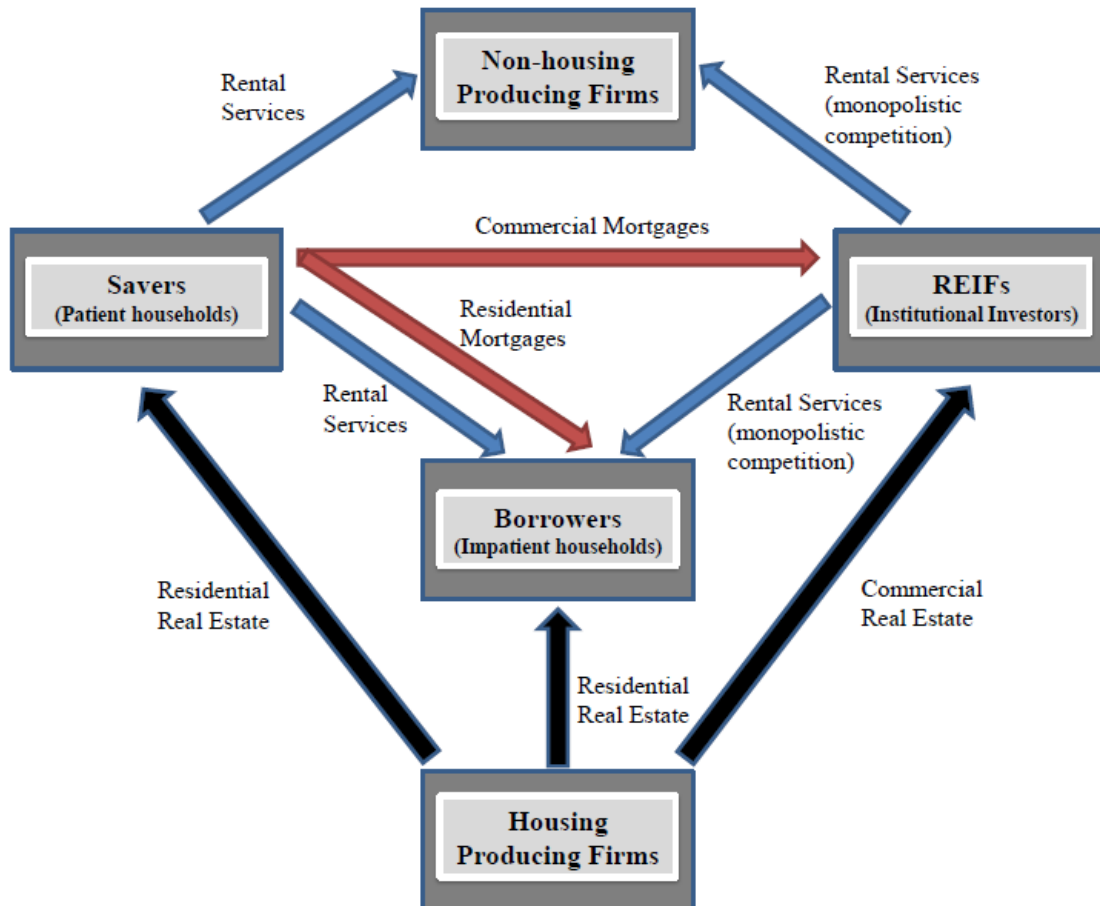 Non-housing
Producing Firms
Rental
Services
Rental Services
(monopolistic
competition)
Commercial Mortgages
Savers
(Patient households)
REIFs
(Institutional Investors)
Residential
Mortgages
Rental
Services
Rental Services
(monopolistic
competition)
Borrowers
(Impatient households)
Residential
Real Estate
Commercial
Real Estate
Residential
Real Estate
Housing
Producing Firms